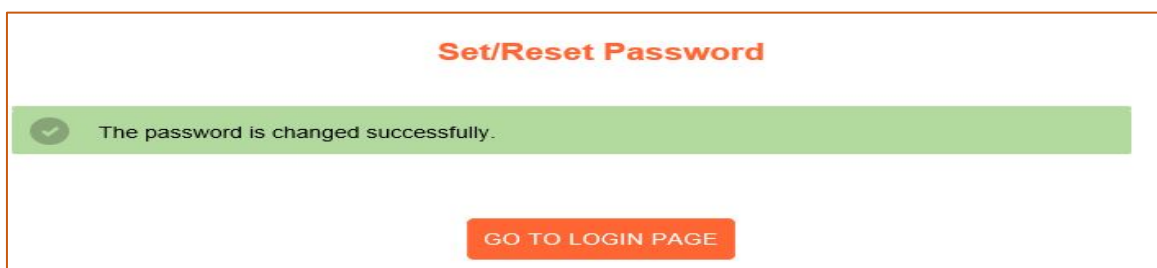 Set/Reset Password
The password is changed successfully.
GO TO LOGIN PAGE